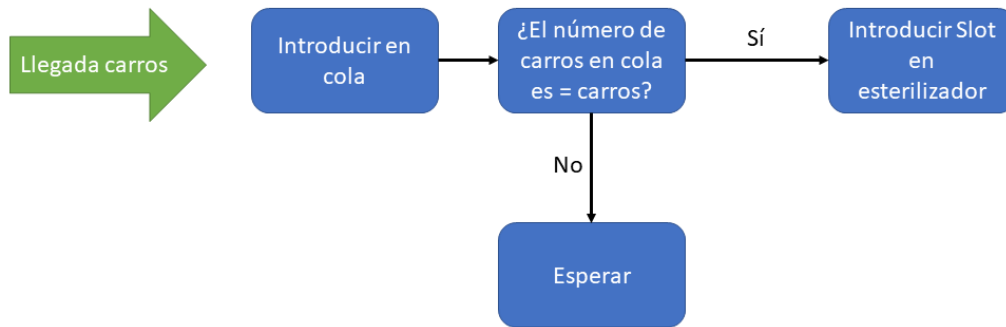 Llegada carros
Introducir en
cola
¿El número de
carros en cola
es = carros?
Sí
Introducir Slot
en
esterilizador
No
Esperar